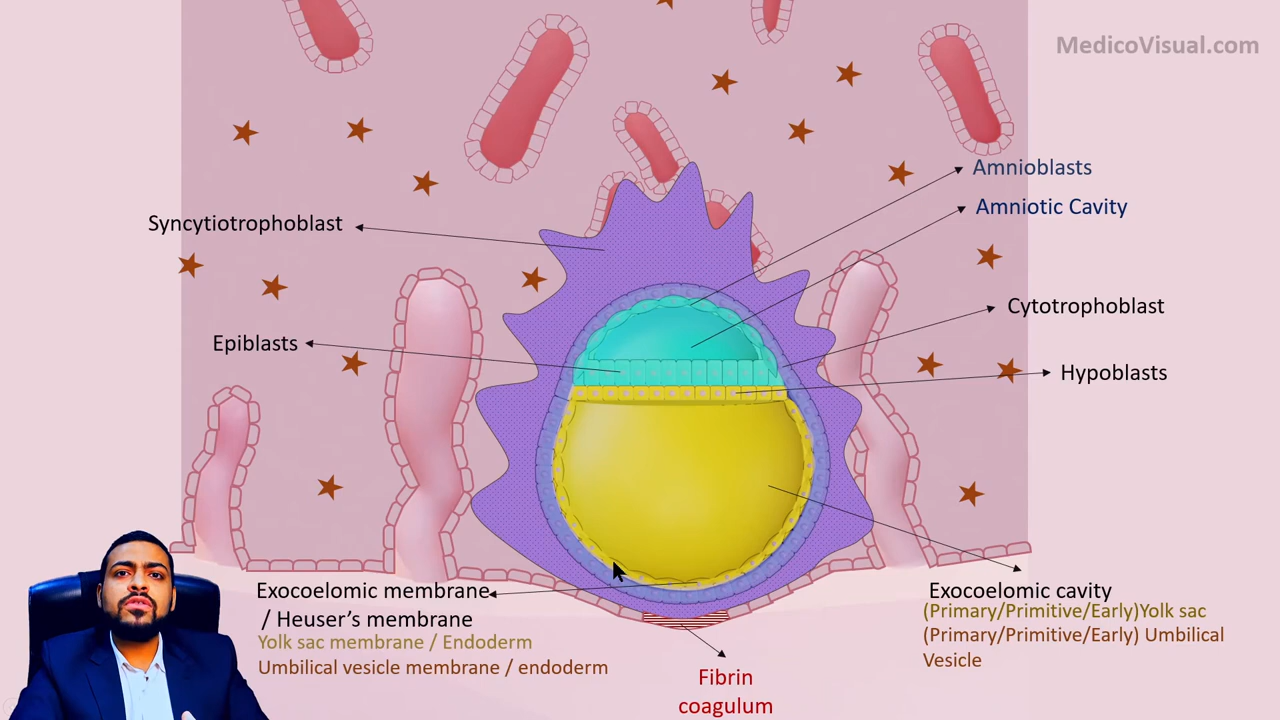 MedicoVisual.com
Amnioblasts
Amniotic Cavity
Syncytiotrophoblast
Cytotrophoblast
Epiblasts
Hypoblasts
Exocoelomic membrane
/ Heuser's membrane
Yolk sac membrane / Endoderm
Umbilical vesicle membrane / endoderm
Exocoelomic cavity
(Primary/Primitive/Early)Yolk sac
(Primary/Primitive/Early) Umbilical
Vesicle
Fibrin
coagulum